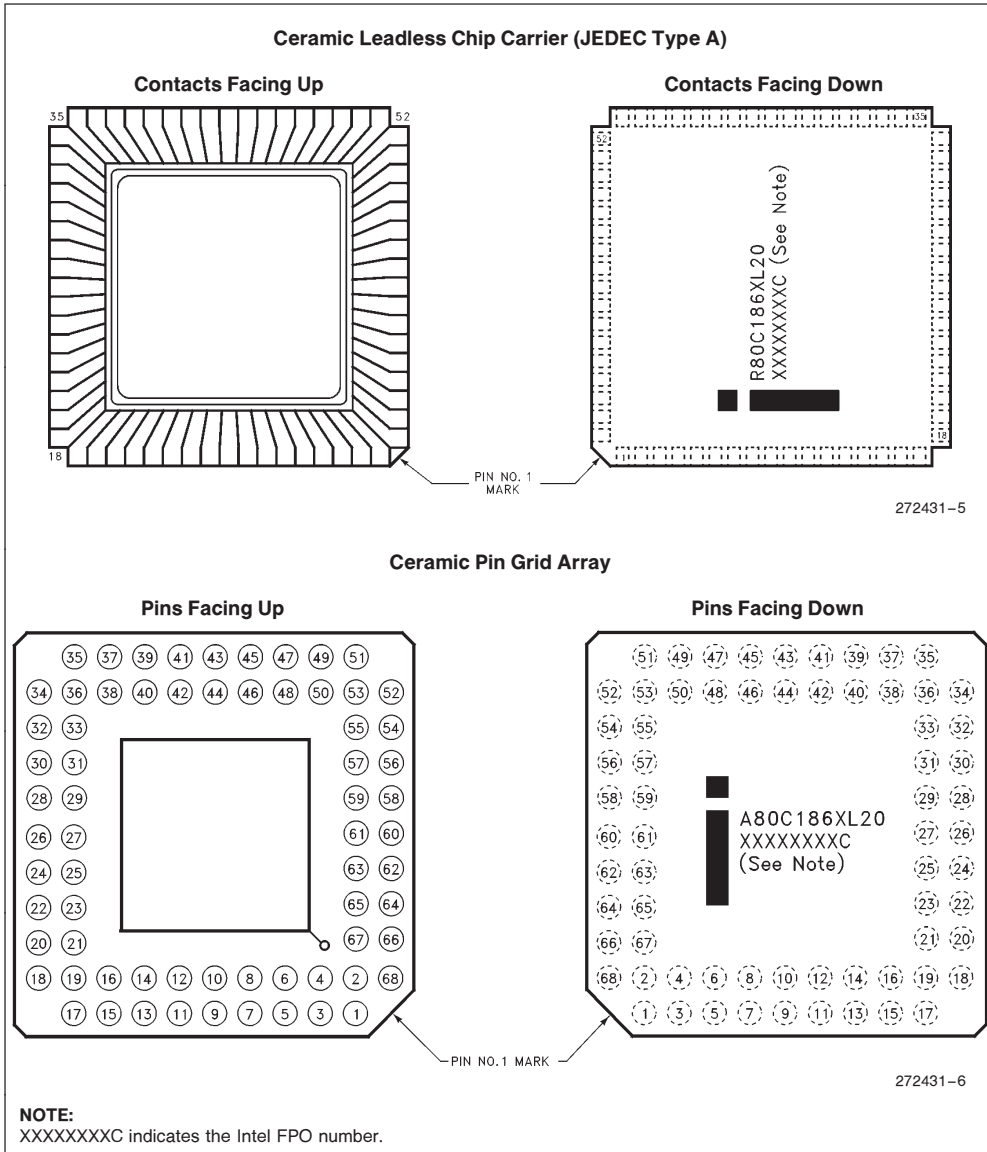 Ceramic Leadless Chip Carrier (JEDEC Type A)
Contacts Facing Up
Contacts Facing Down
35
52
18
52
35
R80C186XL20
XXXXXXXXC (See Note)
18
1
PIN NO. 1
MARK
272431–5
Ceramic Pin Grid Array
Pins Facing Up
35 37 39 41 43 45 47 49 51
34 36 38 40 42 44 46 48 50 53 52
32 33 55 54
30 31 57 56
28 29 59 58
26 27 61 60
24 25 63 62
22 23 65 64
20 21 67 66
18 19 16 14 12 10 8 6 4 2 68
17 15 13 11 9 7 5 3 1
Pins Facing Down
51 49 47 45 43 41 39 37 35
52 53 50 48 46 44 42 40 38 36 34
54 55 33 32
56 57 31 30
58 59 29 28
60 61 27 26
62 63 25 24
64 65 23 22
66 67 21 20
68 2 4 6 8 10 12 14 16 19 18
1 3 5 7 9 11 13 15 17
A80C186XL20
XXXXXXXXC
(See Note)
PIN NO.1 MARK
272431–6
NOTE:
XXXXXXXXC indicates the Intel FPO number.